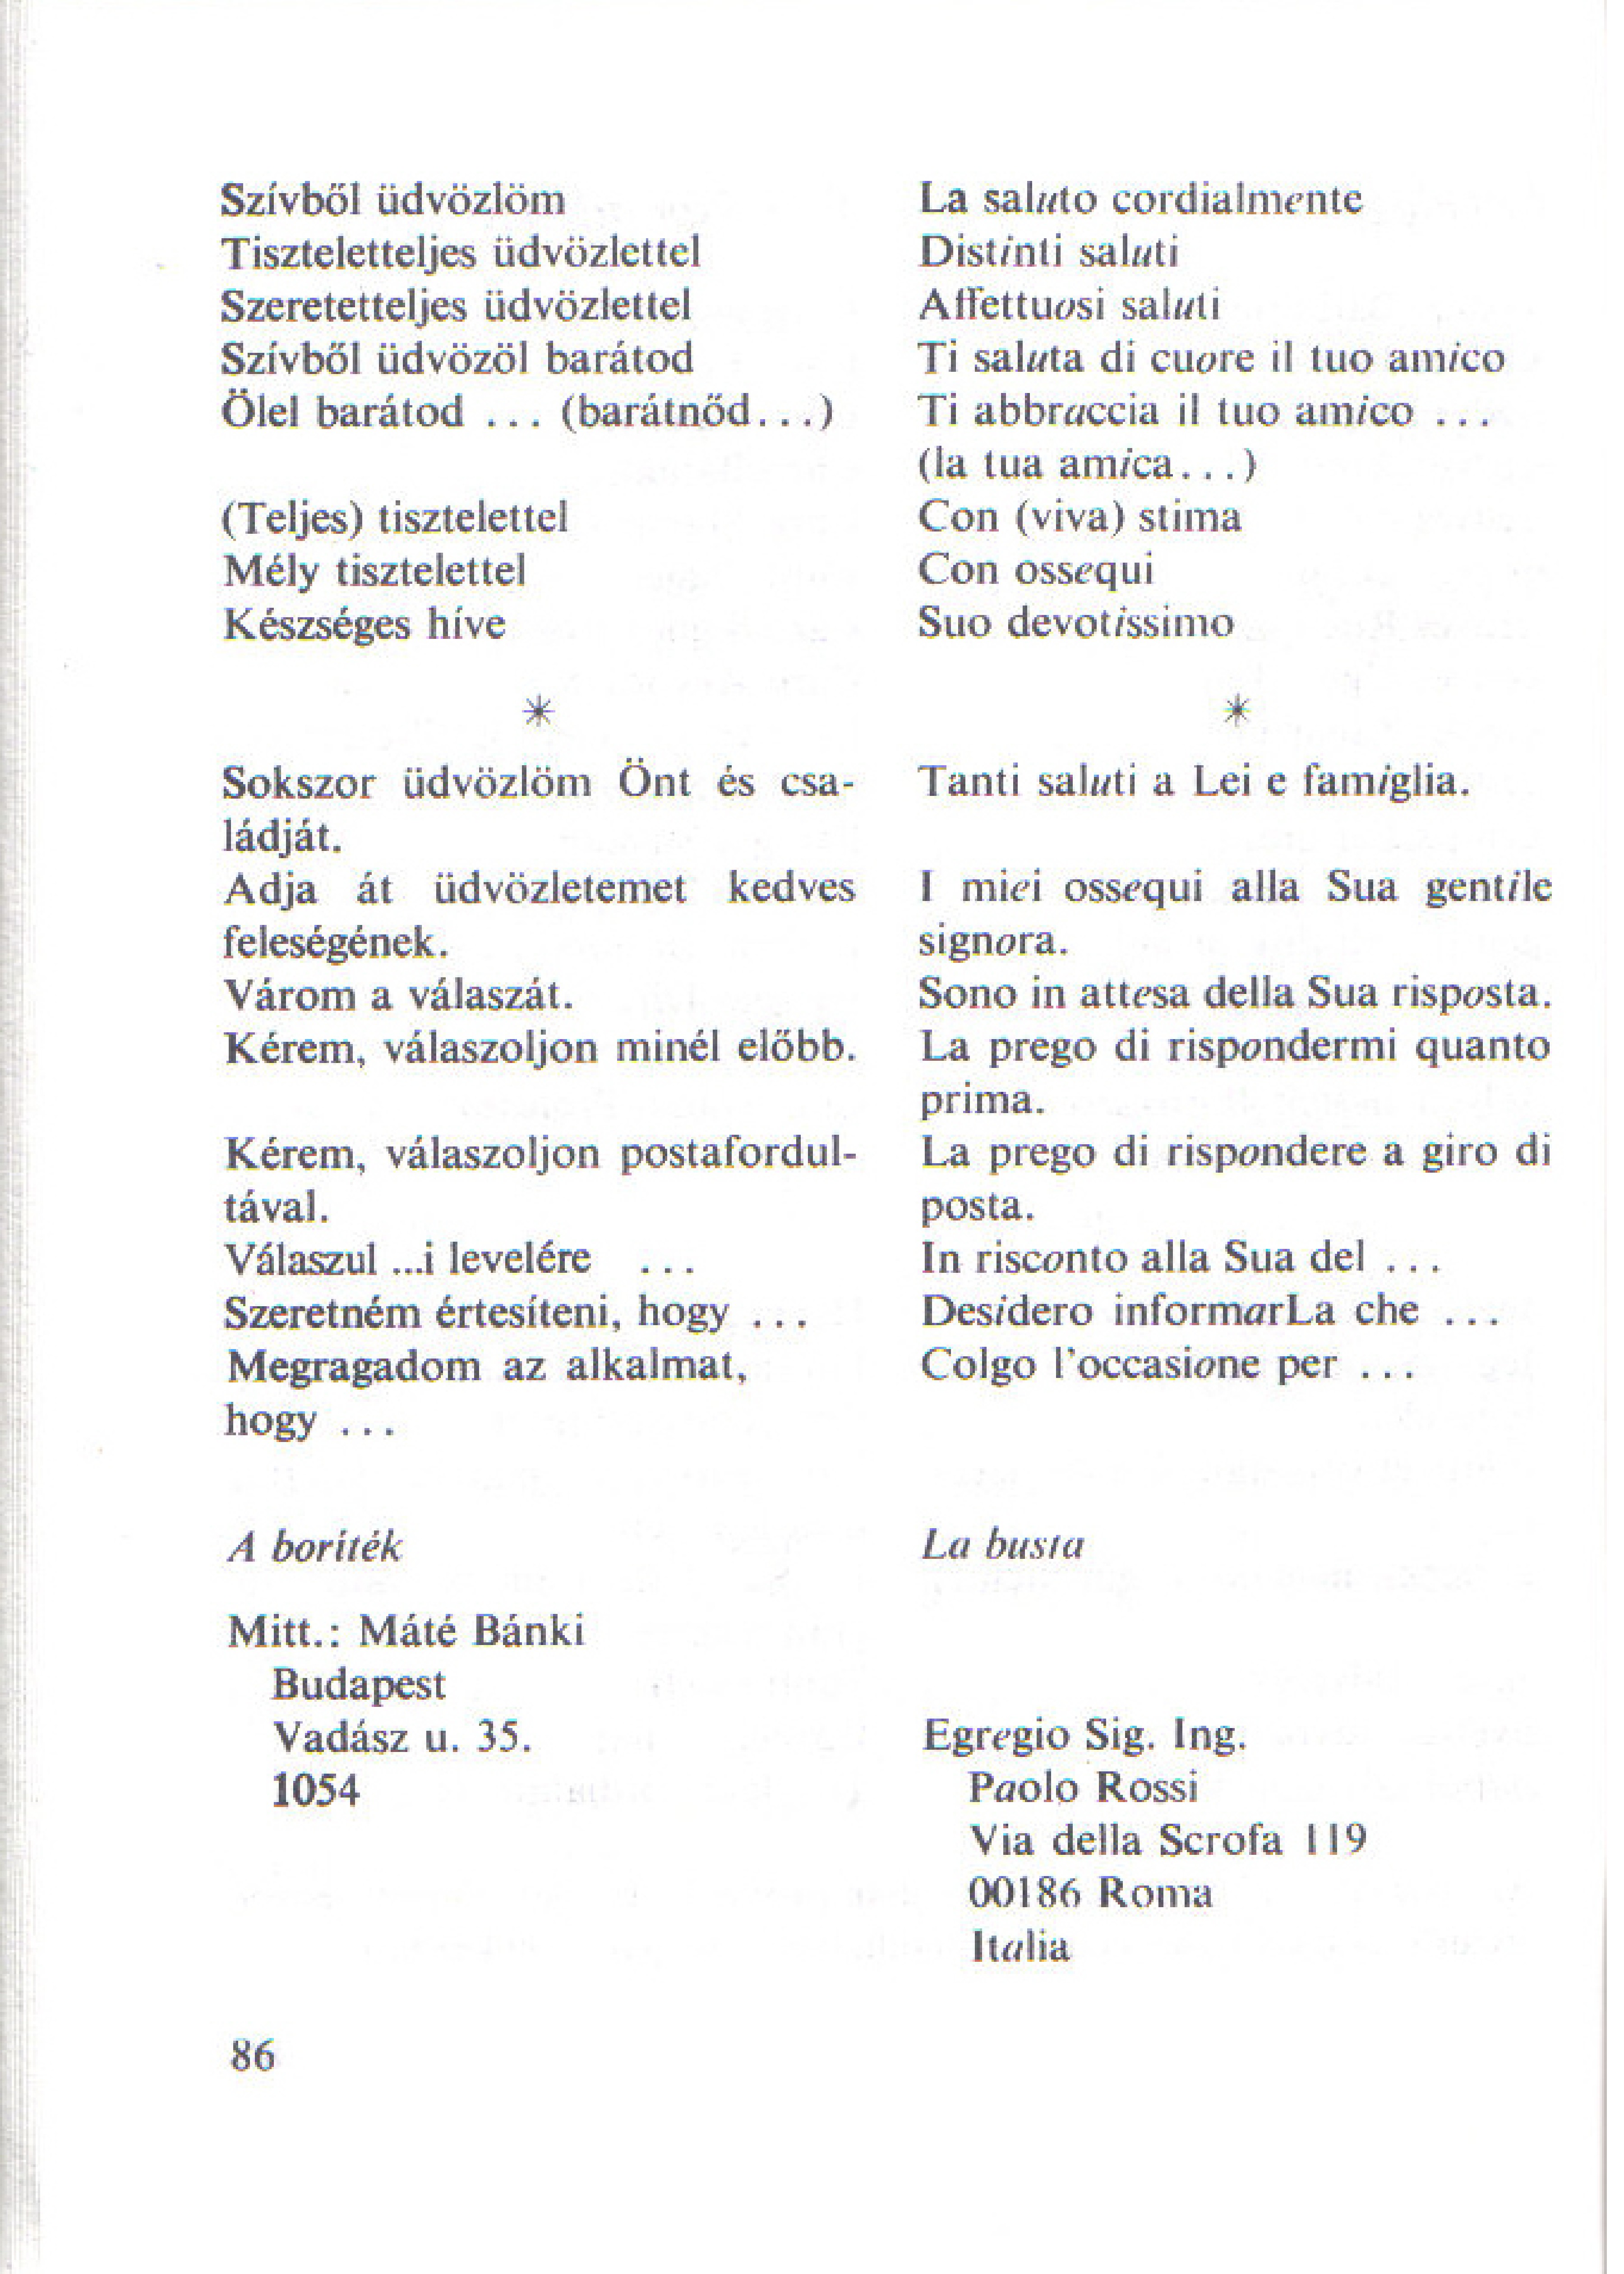 Szívből üdvözlöm
Tiszteletteljes üdvözlettel
Szeretetteljes üdvözlettel
Szívből üdvözöl barátod
Ölel barátod ... (barátnőd...)
(Teljes) tisztelettel
Mély tisztelettel
Készséges híve
*
Sokszor üdvözlöm Önt és csa-
ládját.
Adja át üdvözletemet kedves
feleségének.
Várom a válaszát.
Kérem, válaszoljon minél előbb.
Kérem, válaszoljon postafordul-
tával.
Válaszul ...i levelére ...
Szeretném értesíteni, hogy ...
Megragadom az alkalmat,
hogy ...
A boríték
Mitt.: Máté Bánki
Budapest
Vadász u. 35.
1054
La saluto cordialmente
Distinti saluti
Affettuosi saluti
Ti saluta di cuore il tuo amico
Ti abbraccia il tuo amico ...
(la tua amica...)
Con (viva) stima
Con ossequi
Suo devotissimo
*
Tanti saluti a Lei e famiglia.
I miei ossequi alla Sua gentile
signora.
Sono in attesa della Sua risposta.
La prego di rispondermi quanto
prima.
La prego di rispondere a giro di
posta.
In risconto alla Sua del ...
Desidero informarLa che ...
Colgo l'occasione per ...
La busta
Egregio Sig. Ing.
Paolo Rossi
Via della Scrofa 119
00186 Roma
Italia
86